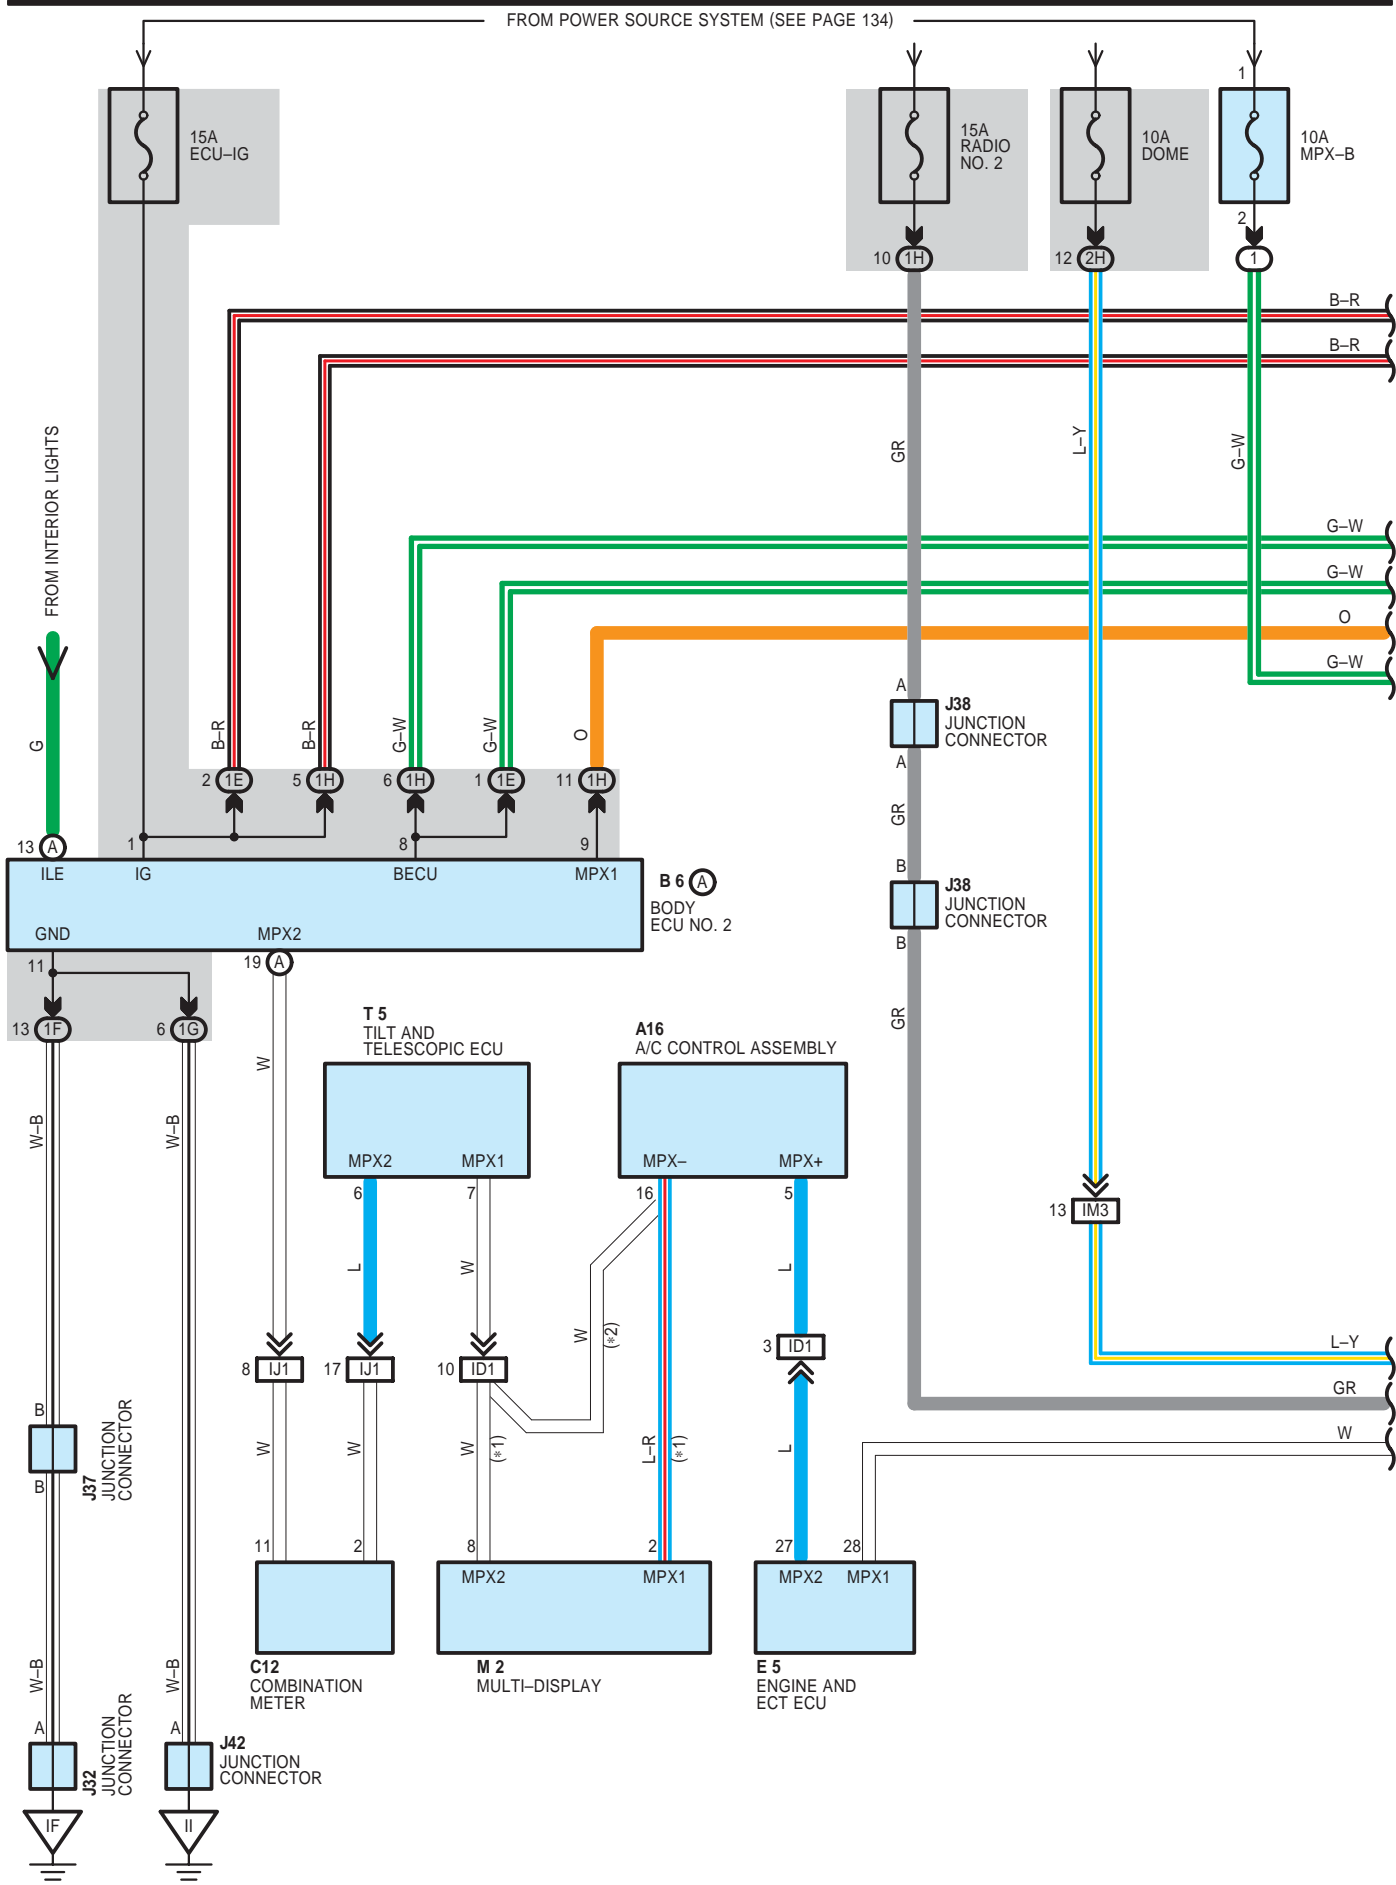 FROM POWER SOURCE SYSTEM (SEE PAGE 134)
1
15A
ECU–IG
15A
RADIO
NO. 2
10A
DOME
10A
MPX–B
2
10 1H
12 2H
1
B–R
B–R
FROM INTERIOR LIGHTS
GR
L–Y
G–W
G–W
G–W
O
G–W
G
B–R
B–R
G–W
G–W
O
A
J38
JUNCTION
CONNECTOR
A
2 1E
5 1H
6 1H
1 1E
11 1H
GR
13 A
1
8
9
ILE
IG
BECU
MPX1
B 6 A
BODY
ECU NO. 2
B
J38
JUNCTION
CONNECTOR
B
GND
MPX2
11
19 A
13 1F
6 1G
GR
T 5
TILT AND
TELESCOPIC ECU
A16
A/C CONTROL ASSEMBLY
W
W–B
W–B
MPX2
MPX1
MPX–
MPX+
6
7
16
5
13 IM3
L
W
L
W
(*2)
3 ID1
L–Y
8 IJ1
17 IJ1
10 ID1
GR
B
J37
JUNCTION
CONNECTOR
B
W
W
W
(*1)
L–R
(*1)
L
W
11
2
8
2
27
28
MPX2
MPX1
MPX2
MPX1
C12
COMBINATION
METER
M 2
MULTI–DISPLAY
E 5
ENGINE AND
ECT ECU
W–B
W–B
A
J32
JUNCTION
CONNECTOR
A
J42
JUNCTION
CONNECTOR
IF
II